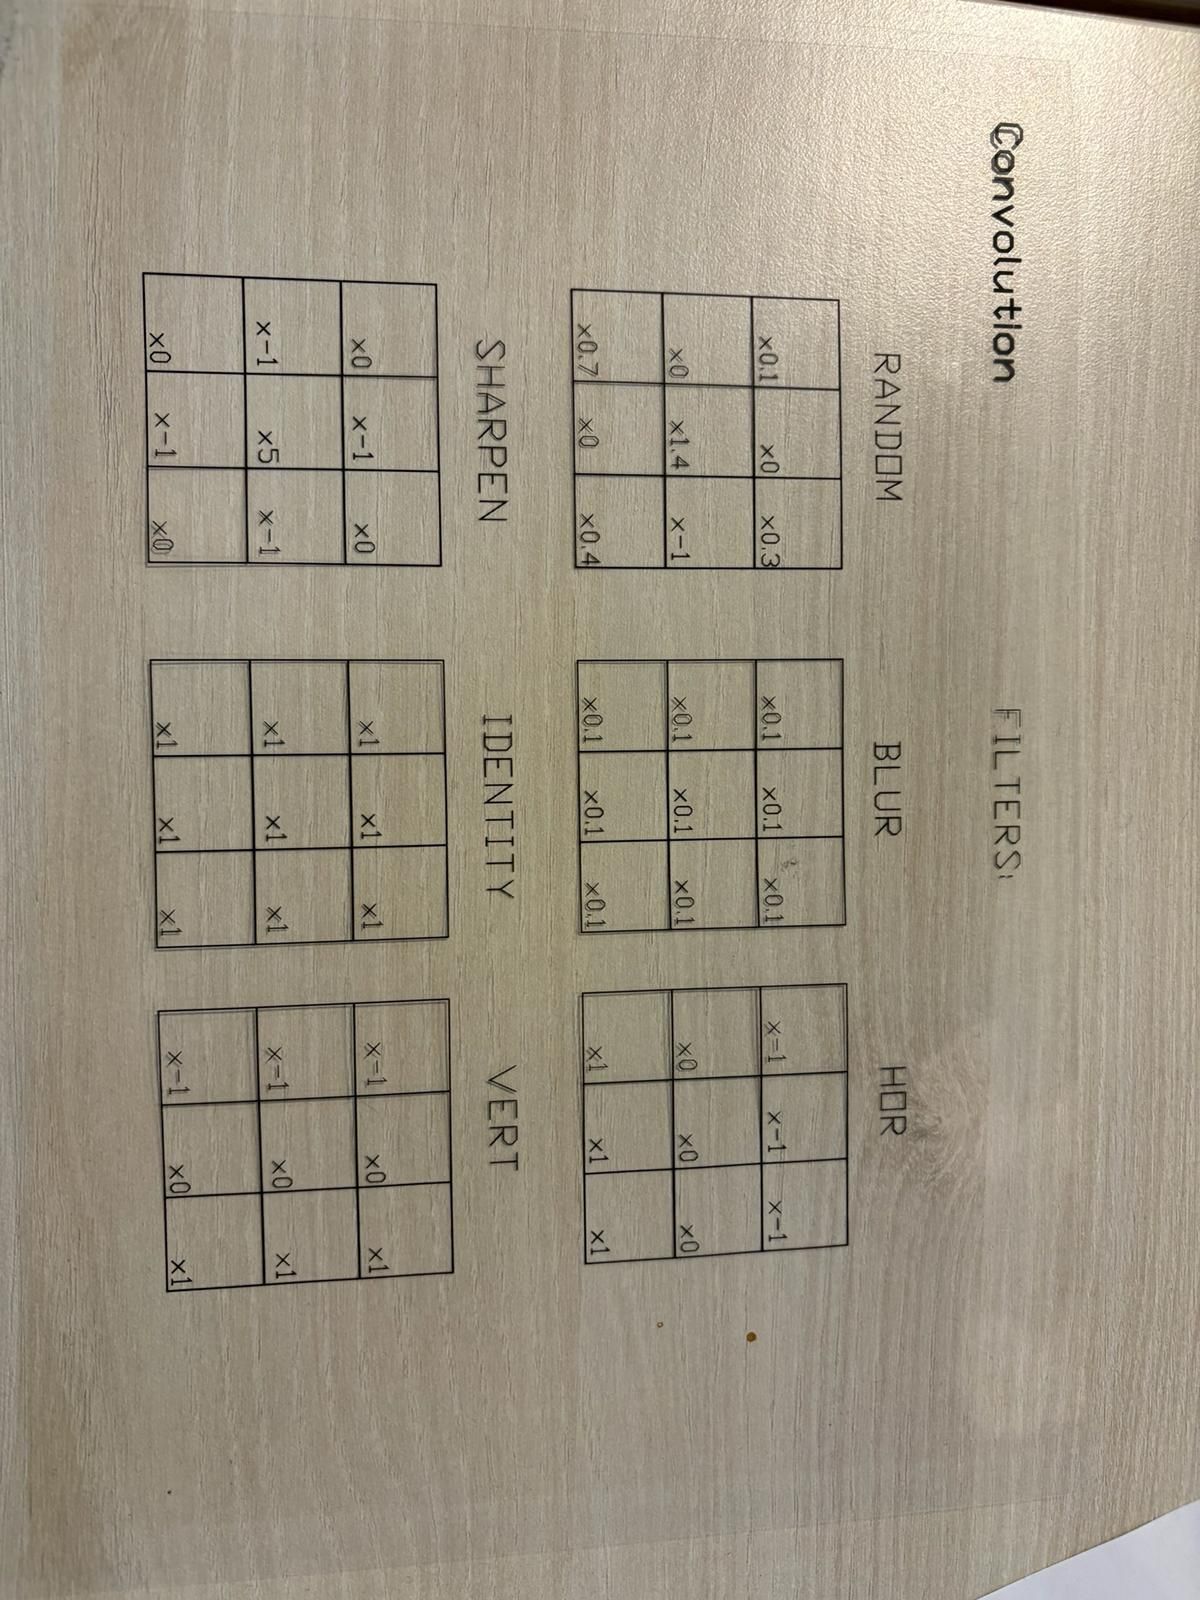 Convolution
FILTERS:
RANDOM BLUR HOR
x0.1 x0 x0.3 x0.1 x0.1 x0.1 x-1 x-1 x-1
x0 x1.4 x-1 x0.1 x0.1 x0.1 x0 x0 x0
x0.7 x0 x0.4 x0.1 x0.1 x0.1 x1 x1 x1
SHARPEN IDENTITY VERT
x0 x-1 x0 x1 x1 x1 x-1 x0 x1
x-1 x5 x-1 x1 x1 x1 x-1 x0 x1
x0 x-1 x0 x1 x1 x1 x-1 x0 x1